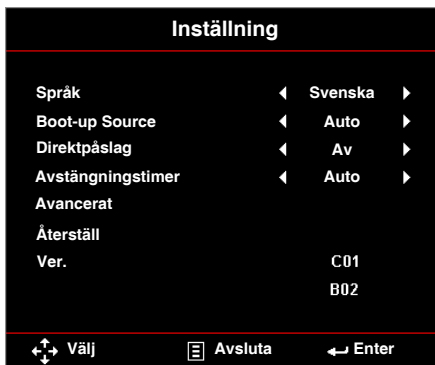 Inställning
Språk Svenska
Boot-up Source Auto
Direktpåslag Av
Avstängningstimer Auto
Avancerat
Återställ
Ver. C01
B02
Välj Avsluta Enter